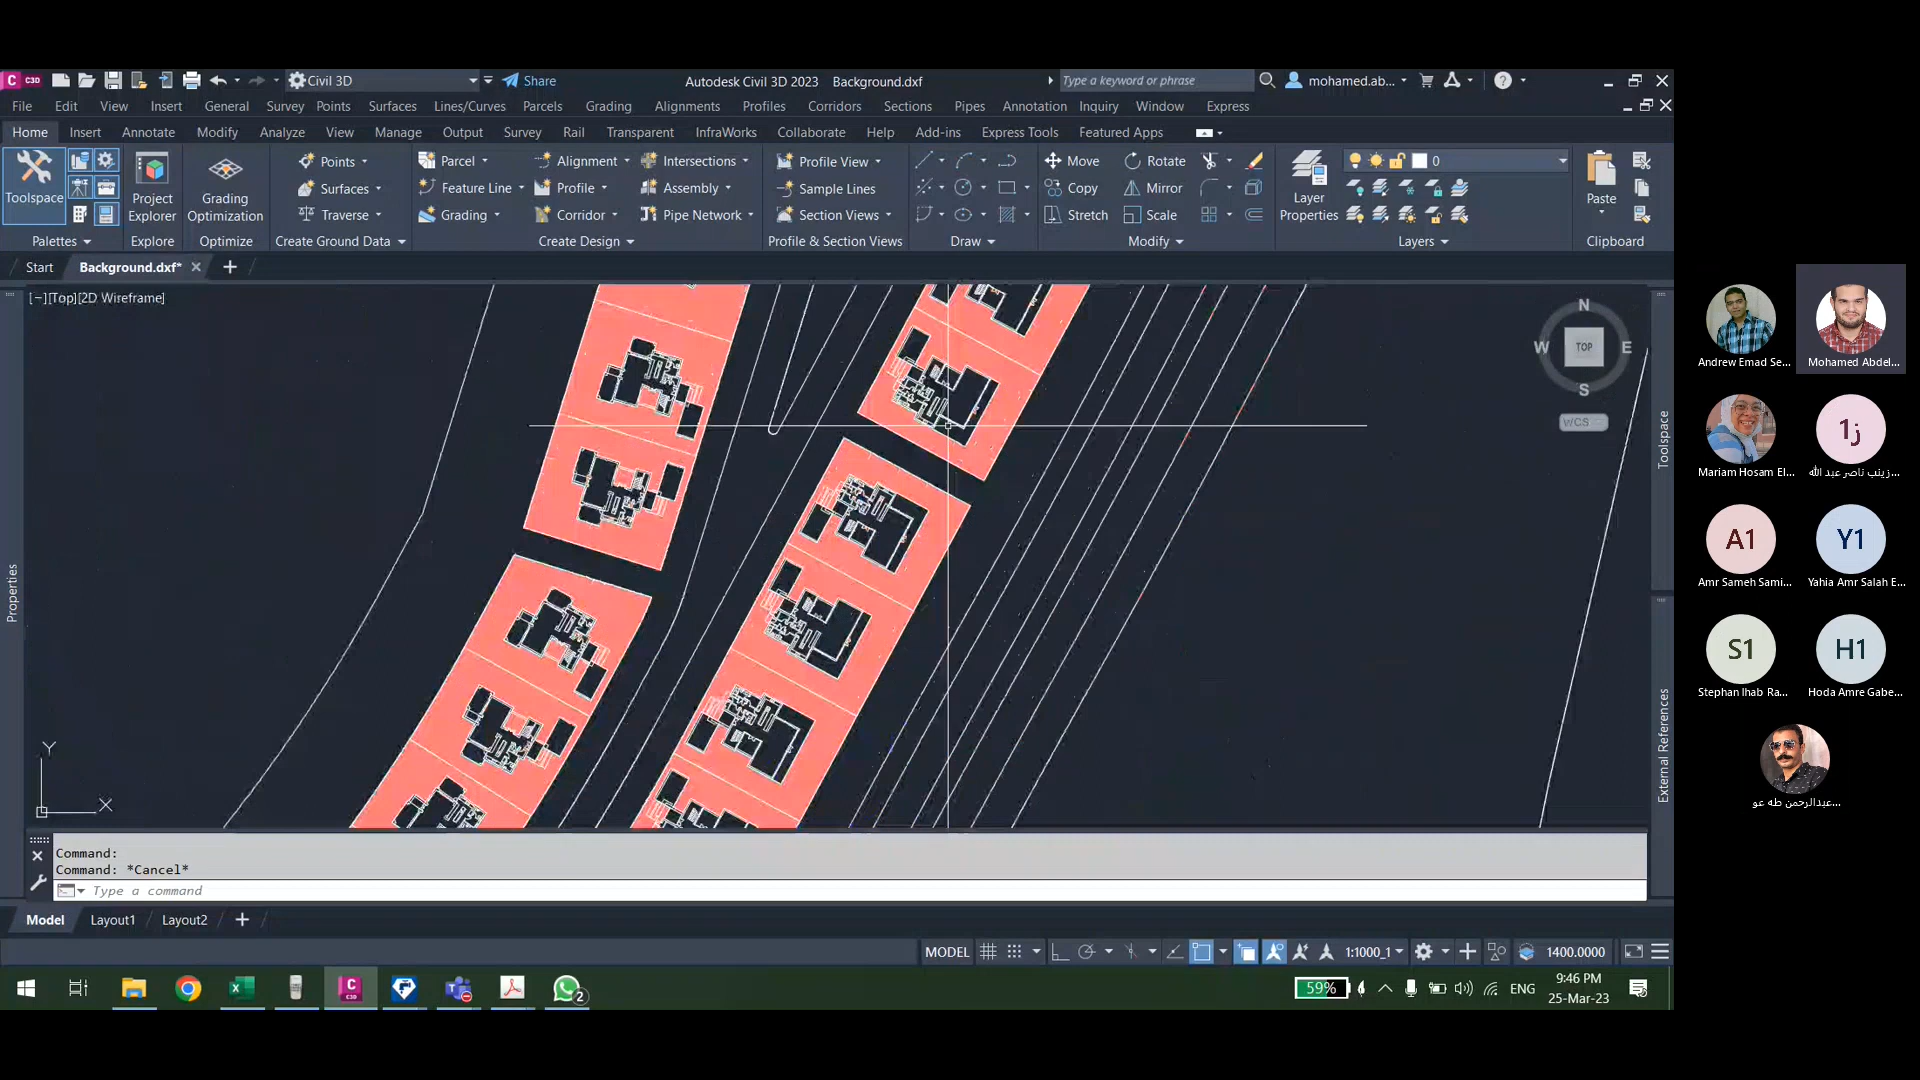 C C3D Civil 3D Share Autodesk Civil 3D 2023 Background.dxf Type a keyword or phrase mohamed.ab...
File Edit View Insert General Survey Points Surfaces Lines/Curves Parcels Grading Alignments Profiles Corridors Sections Pipes Annotation Inquiry Window Express
Home Insert Annotate Modify Analyze View Manage Output Survey Rail Transparent InfraWorks Collaborate Help Add-ins Express Tools Featured Apps
Points Parcel Alignment Intersections Profile View Move Rotate 0
Surfaces Feature Line Profile Assembly Sample Lines Copy Mirror
Toolspace Project Explorer Grading Optimization Layer Properties Paste
Traverse Grading Corridor Pipe Network Section Views Stretch Scale
Palettes Explore Optimize Create Ground Data Create Design Profile & Section Views Draw Modify Layers Clipboard
Start Background.dxf*
[−][Top][2D Wireframe]
N
W TOP E
S
WCS
Toolspace
Properties
External References
Y
X
Command:
Command: *Cancel*
Type a command
Model Layout1 Layout2
MODEL 1:1000_1 1400.0000
C C3D 2 59% ENG 9:46 PM
25-Mar-23
Andrew Emad Se... Mohamed Abdel...
1ز
Mariam Hosam El... زينب ناصر عبد الله...
A1 Y1
Amr Sameh Sami... Yahia Amr Salah E...
S1 H1
Stephan Ihab Ra... Hoda Amre Gabe...
عبدالرحمن طه عو...